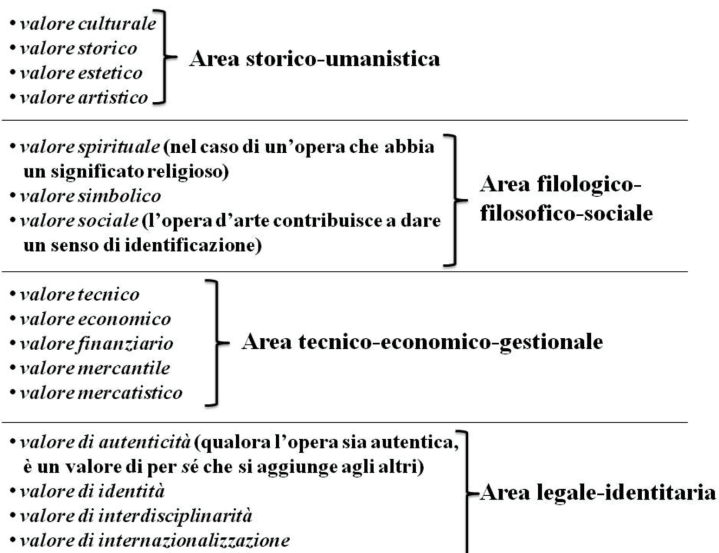 • valore culturale
• valore storico
• valore estetico
• valore artistico
Area storico-umanistica
• valore spirituale (nel caso di un’opera che abbia
un significato religioso)
• valore simbolico
• valore sociale (l’opera d’arte contribuisce a dare
un senso di identificazione)
Area filologico-
filosofico-sociale
• valore tecnico
• valore economico
• valore finanziario
• valore mercantile
• valore mercatistico
Area tecnico-economico-gestionale
• valore di autenticità (qualora l’opera sia autentica,
è un valore di per sé che si aggiunge agli altri)
• valore di identità
• valore di interdisciplinarità
• valore di internazionalizzazione
Area legale-identitaria